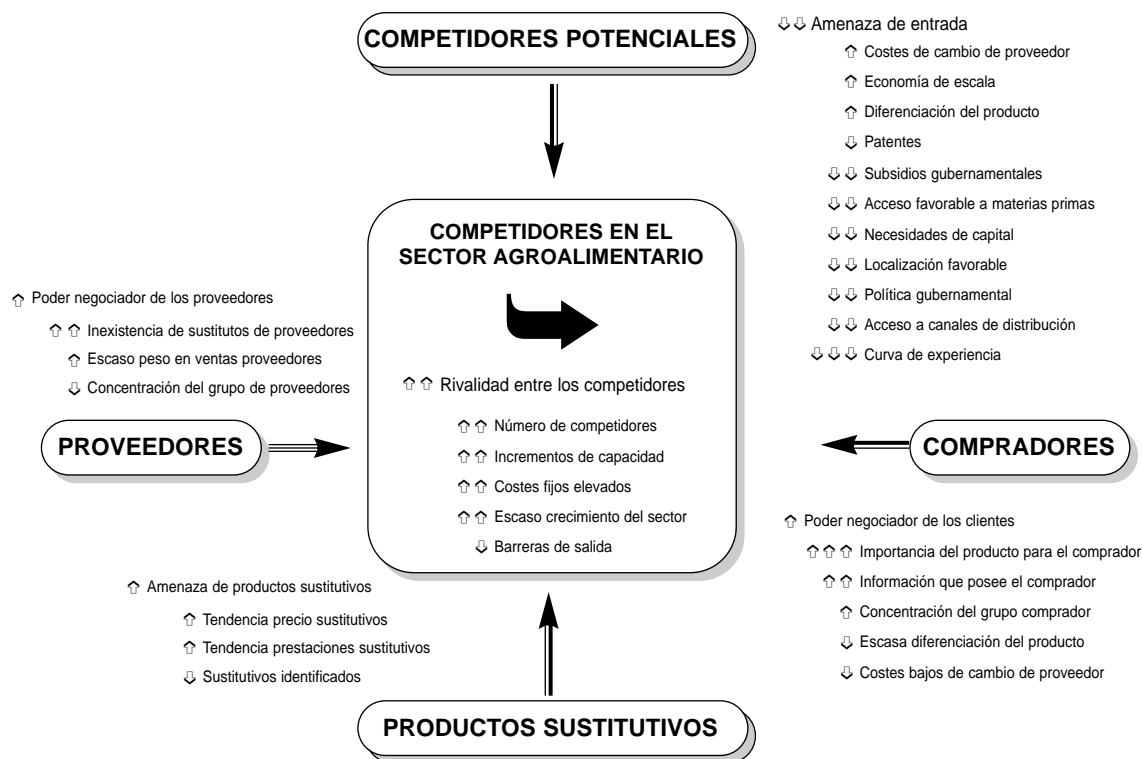 COMPETIDORES POTENCIALES
⇩⇩ Amenaza de entrada
⇧ Costes de cambio de proveedor
⇧ Economía de escala
⇧ Diferenciación del producto
⇩ Patentes
⇩⇩ Subsidios gubernamentales
⇩⇩ Acceso favorable a materias primas
⇩⇩ Necesidades de capital
⇩⇩ Localización favorable
⇩⇩ Política gubernamental
⇩⇩ Acceso a canales de distribución
⇩⇩⇩ Curva de experiencia
COMPETIDORES EN EL
SECTOR AGROALIMENTARIO
⇧⇧ Rivalidad entre los competidores
⇧⇧ Número de competidores
⇧⇧ Incrementos de capacidad
⇧⇧ Costes fijos elevados
⇧⇧ Escaso crecimiento del sector
⇩ Barreras de salida
⇧ Poder negociador de los proveedores
⇧⇧ Inexistencia de sustitutos de proveedores
⇧ Escaso peso en ventas proveedores
⇩ Concentración del grupo de proveedores
PROVEEDORES
COMPRADORES
⇧ Poder negociador de los clientes
⇧⇧⇧ Importancia del producto para el comprador
⇧⇧ Información que posee el comprador
⇧ Concentración del grupo comprador
⇩ Escasa diferenciación del producto
⇩ Costes bajos de cambio de proveedor
⇧ Amenaza de productos sustitutivos
⇧ Tendencia precio sustitutivos
⇧ Tendencia prestaciones sustitutivos
⇩ Sustitutivos identificados
PRODUCTOS SUSTITUTIVOS